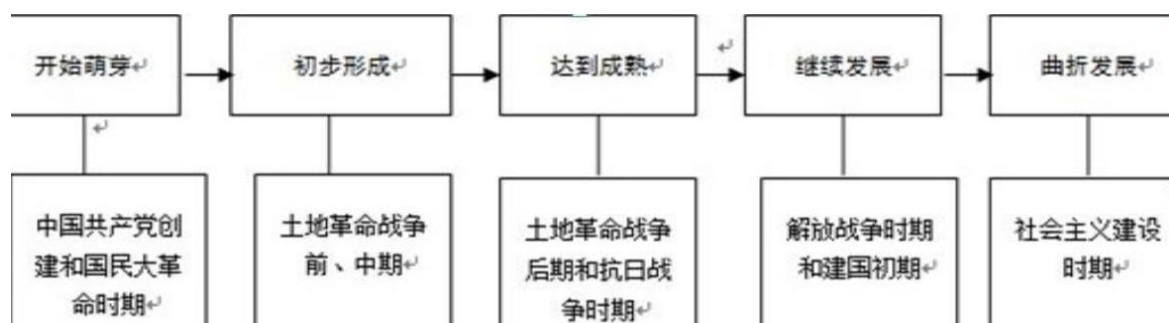 开始萌芽↵
初步形成↵
达到成熟↵
↵
继续发展↵
曲折发展
↵
中国共产党创
建和国民大革
命时期↵
土地革命战争
前、中期↵
土地革命战争
后期和抗日战
争时期↵
解放战争时期
和建国初期↵
社会主义建设
时期↵